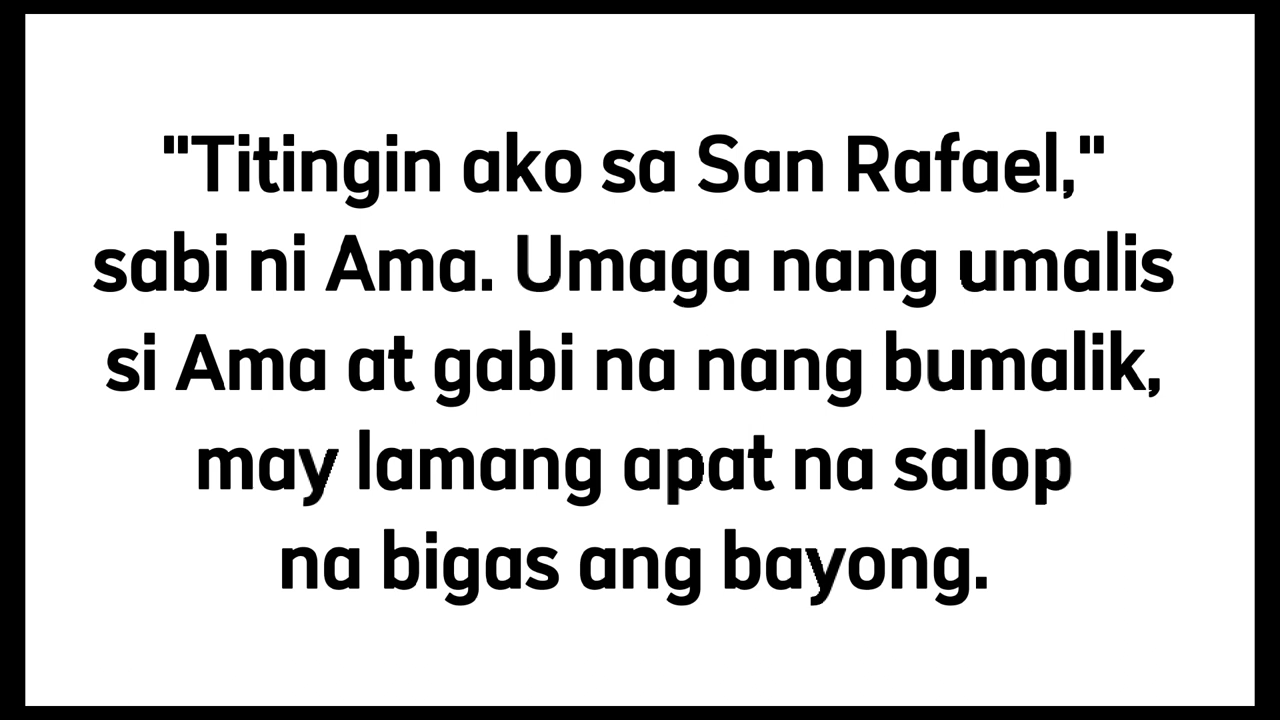 "Titingin ako sa San Rafael,"
sabi ni Ama. Umaga nang umalis
si Ama at gabi na nang bumalik,
may lamang apat na salop
na bigas ang bayong.